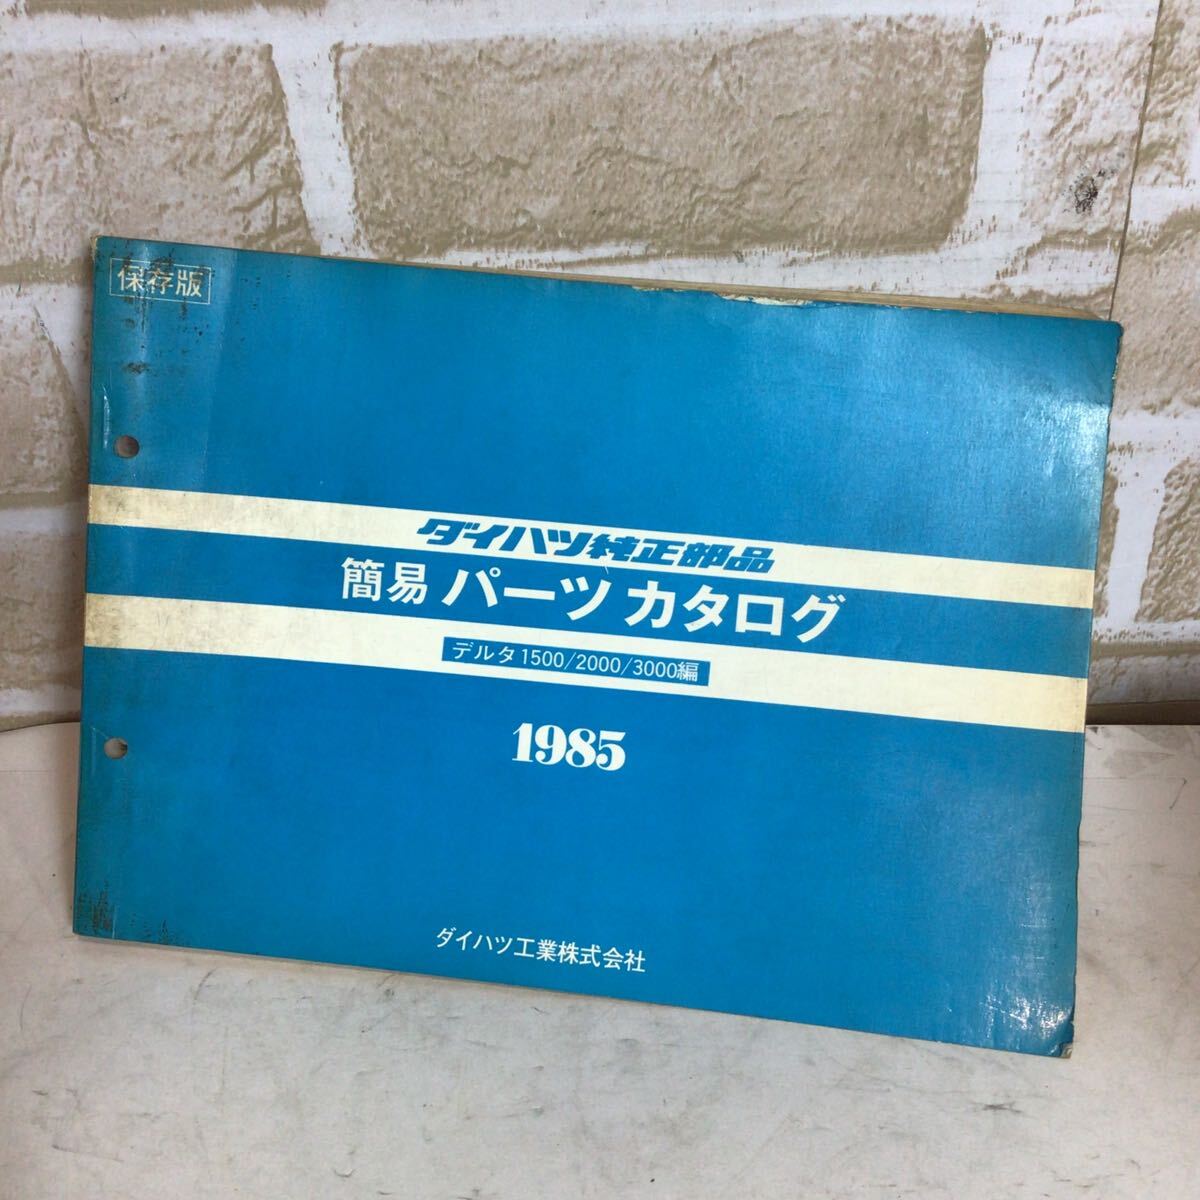 保存版
ダイハツ純正部品
簡易 パーツ カタログ
デルタ1500/2000/3000編
1985
ダイハツ工業株式会社